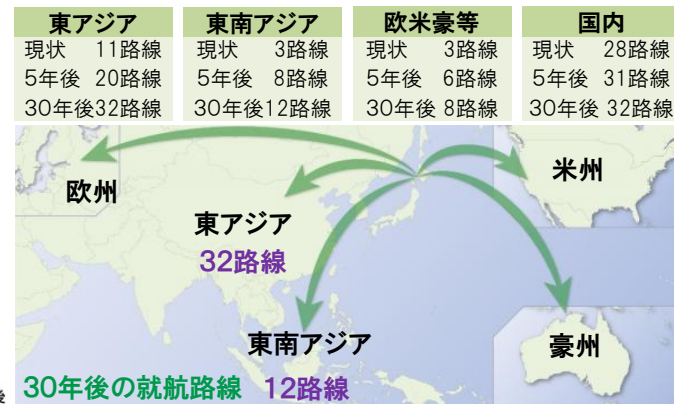 東アジア
現状 11路線
5年後 20路線
30年後32路線
東南アジア
現状 3路線
5年後 8路線
30年後12路線
欧米豪等
現状 3路線
5年後 6路線
30年後 8路線
国内
現状 28路線
5年後 31路線
30年後 32路線
欧州
米州
東アジア
32路線
東南アジア
豪州
後
30年後の就航路線 12路線